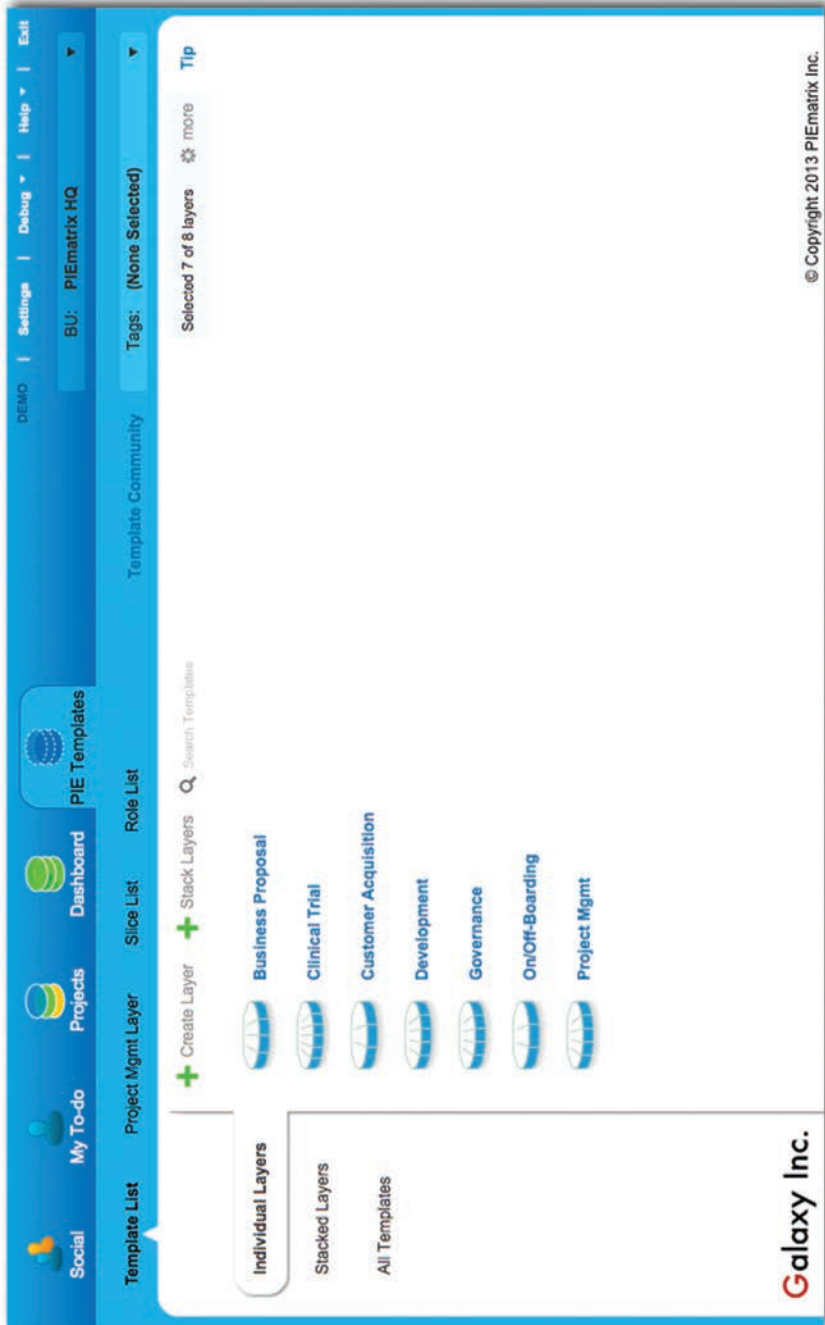 DEMO | Settings | Debug ▾ | Help ▾ | Exit
Social
My To-do
Projects
Dashboard
PIE Templates
BU: PIEmatrix HQ
Template List
Project Mgmt Layer
Slice List
Role List
Template Community
Tags: (None Selected)
Create Layer
Stack Layers
Search Templates
Selected 7 of 8 layers
more
Tip
Individual Layers
Stacked Layers
All Templates
Business Proposal
Clinical Trial
Customer Acquisition
Development
Governance
On/Off-Boarding
Project Mgmt
Galaxy Inc.
© Copyright 2013 PIEmatrix Inc.